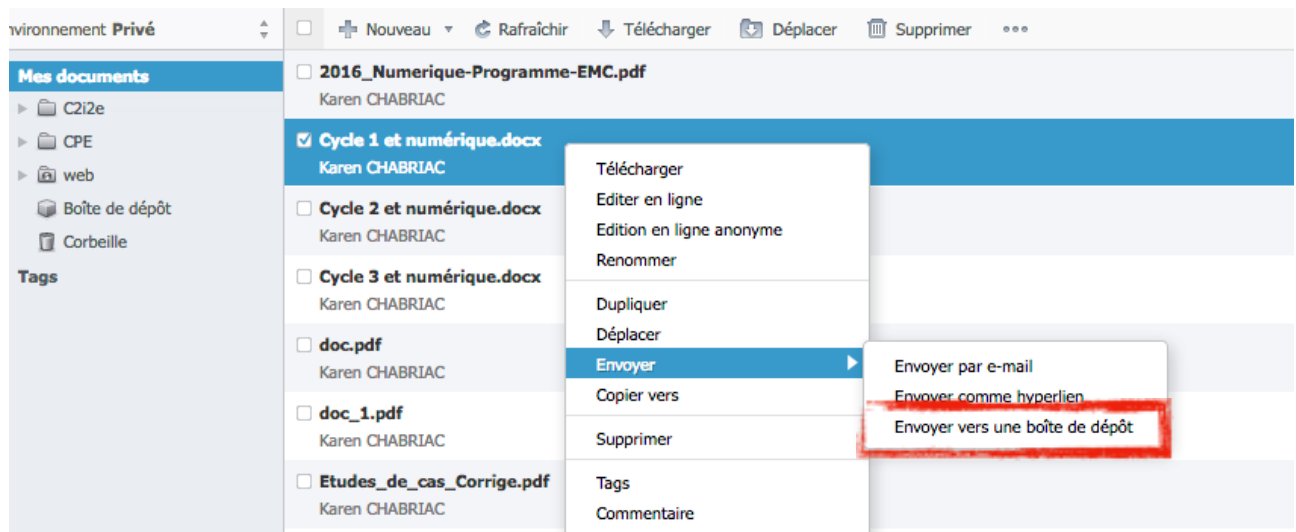 nvironnement Privé
Nouveau Rafraîchir Télécharger Déplacer Supprimer
Mes documents
C2i2e
CPE
web
Boîte de dépôt
Corbeille
Tags
2016_Numerique-Programme-EMC.pdf
Karen CHABRIAC
Cycle 1 et numérique.docx
Karen CHABRIAC
Cycle 2 et numérique.docx
Karen CHABRIAC
Cycle 3 et numérique.docx
Karen CHABRIAC
doc.pdf
Karen CHABRIAC
doc_1.pdf
Karen CHABRIAC
Etudes_de_cas_Corrige.pdf
Karen CHABRIAC
Télécharger
Editer en ligne
Edition en ligne anonyme
Renommer
Dupliquer
Déplacer
Envoyer
Copier vers
Supprimer
Tags
Commentaire
Envoyer par e-mail
Envoyer comme hyperlien
Envoyer vers une boîte de dépôt